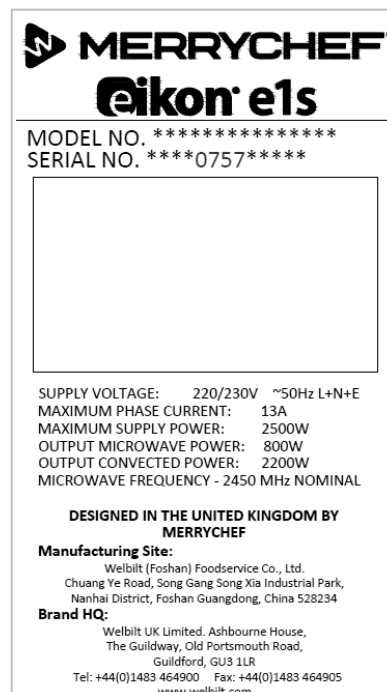 MERRYCHEF
eikon® e1s
MODEL NO. ***************
SERIAL NO. ****0757*****
SUPPLY VOLTAGE: 220/230V ~50Hz L+N+E
MAXIMUM PHASE CURRENT: 13A
MAXIMUM SUPPLY POWER: 2500W
OUTPUT MICROWAVE POWER: 800W
OUTPUT CONVECTED POWER: 2200W
MICROWAVE FREQUENCY - 2450 MHz NOMINAL
DESIGNED IN THE UNITED KINGDOM BY
MERRYCHEF
Manufacturing Site:
Welbilt (Foshan) Foodservice Co., Ltd.
Chuang Ye Road, Song Gang Song Xia Industrial Park,
Nanhai District, Foshan Guangdong, China 528234
Brand HQ:
Welbilt UK Limited. Ashbourne House,
The Guildway, Old Portsmouth Road,
Guildford, GU3 1LR
Tel: +44(0)1483 464900 Fax: +44(0)1483 464905
www.welbilt.com